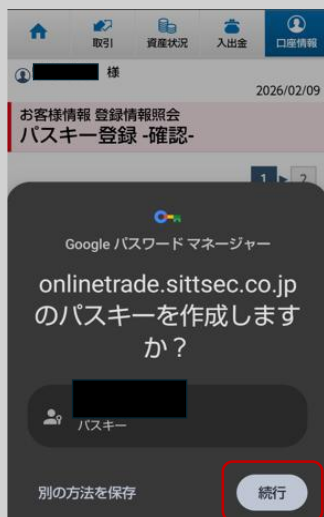 取引 資産状況 入出金 口座情報
様
2026/02/09
お客様情報 登録情報照会
パスキー登録 -確認-
1 2
Google パスワード マネージャー
onlinetrade.sittsec.co.jp
のパスキーを作成します
か？
パスキー
別の方法を保存 続行